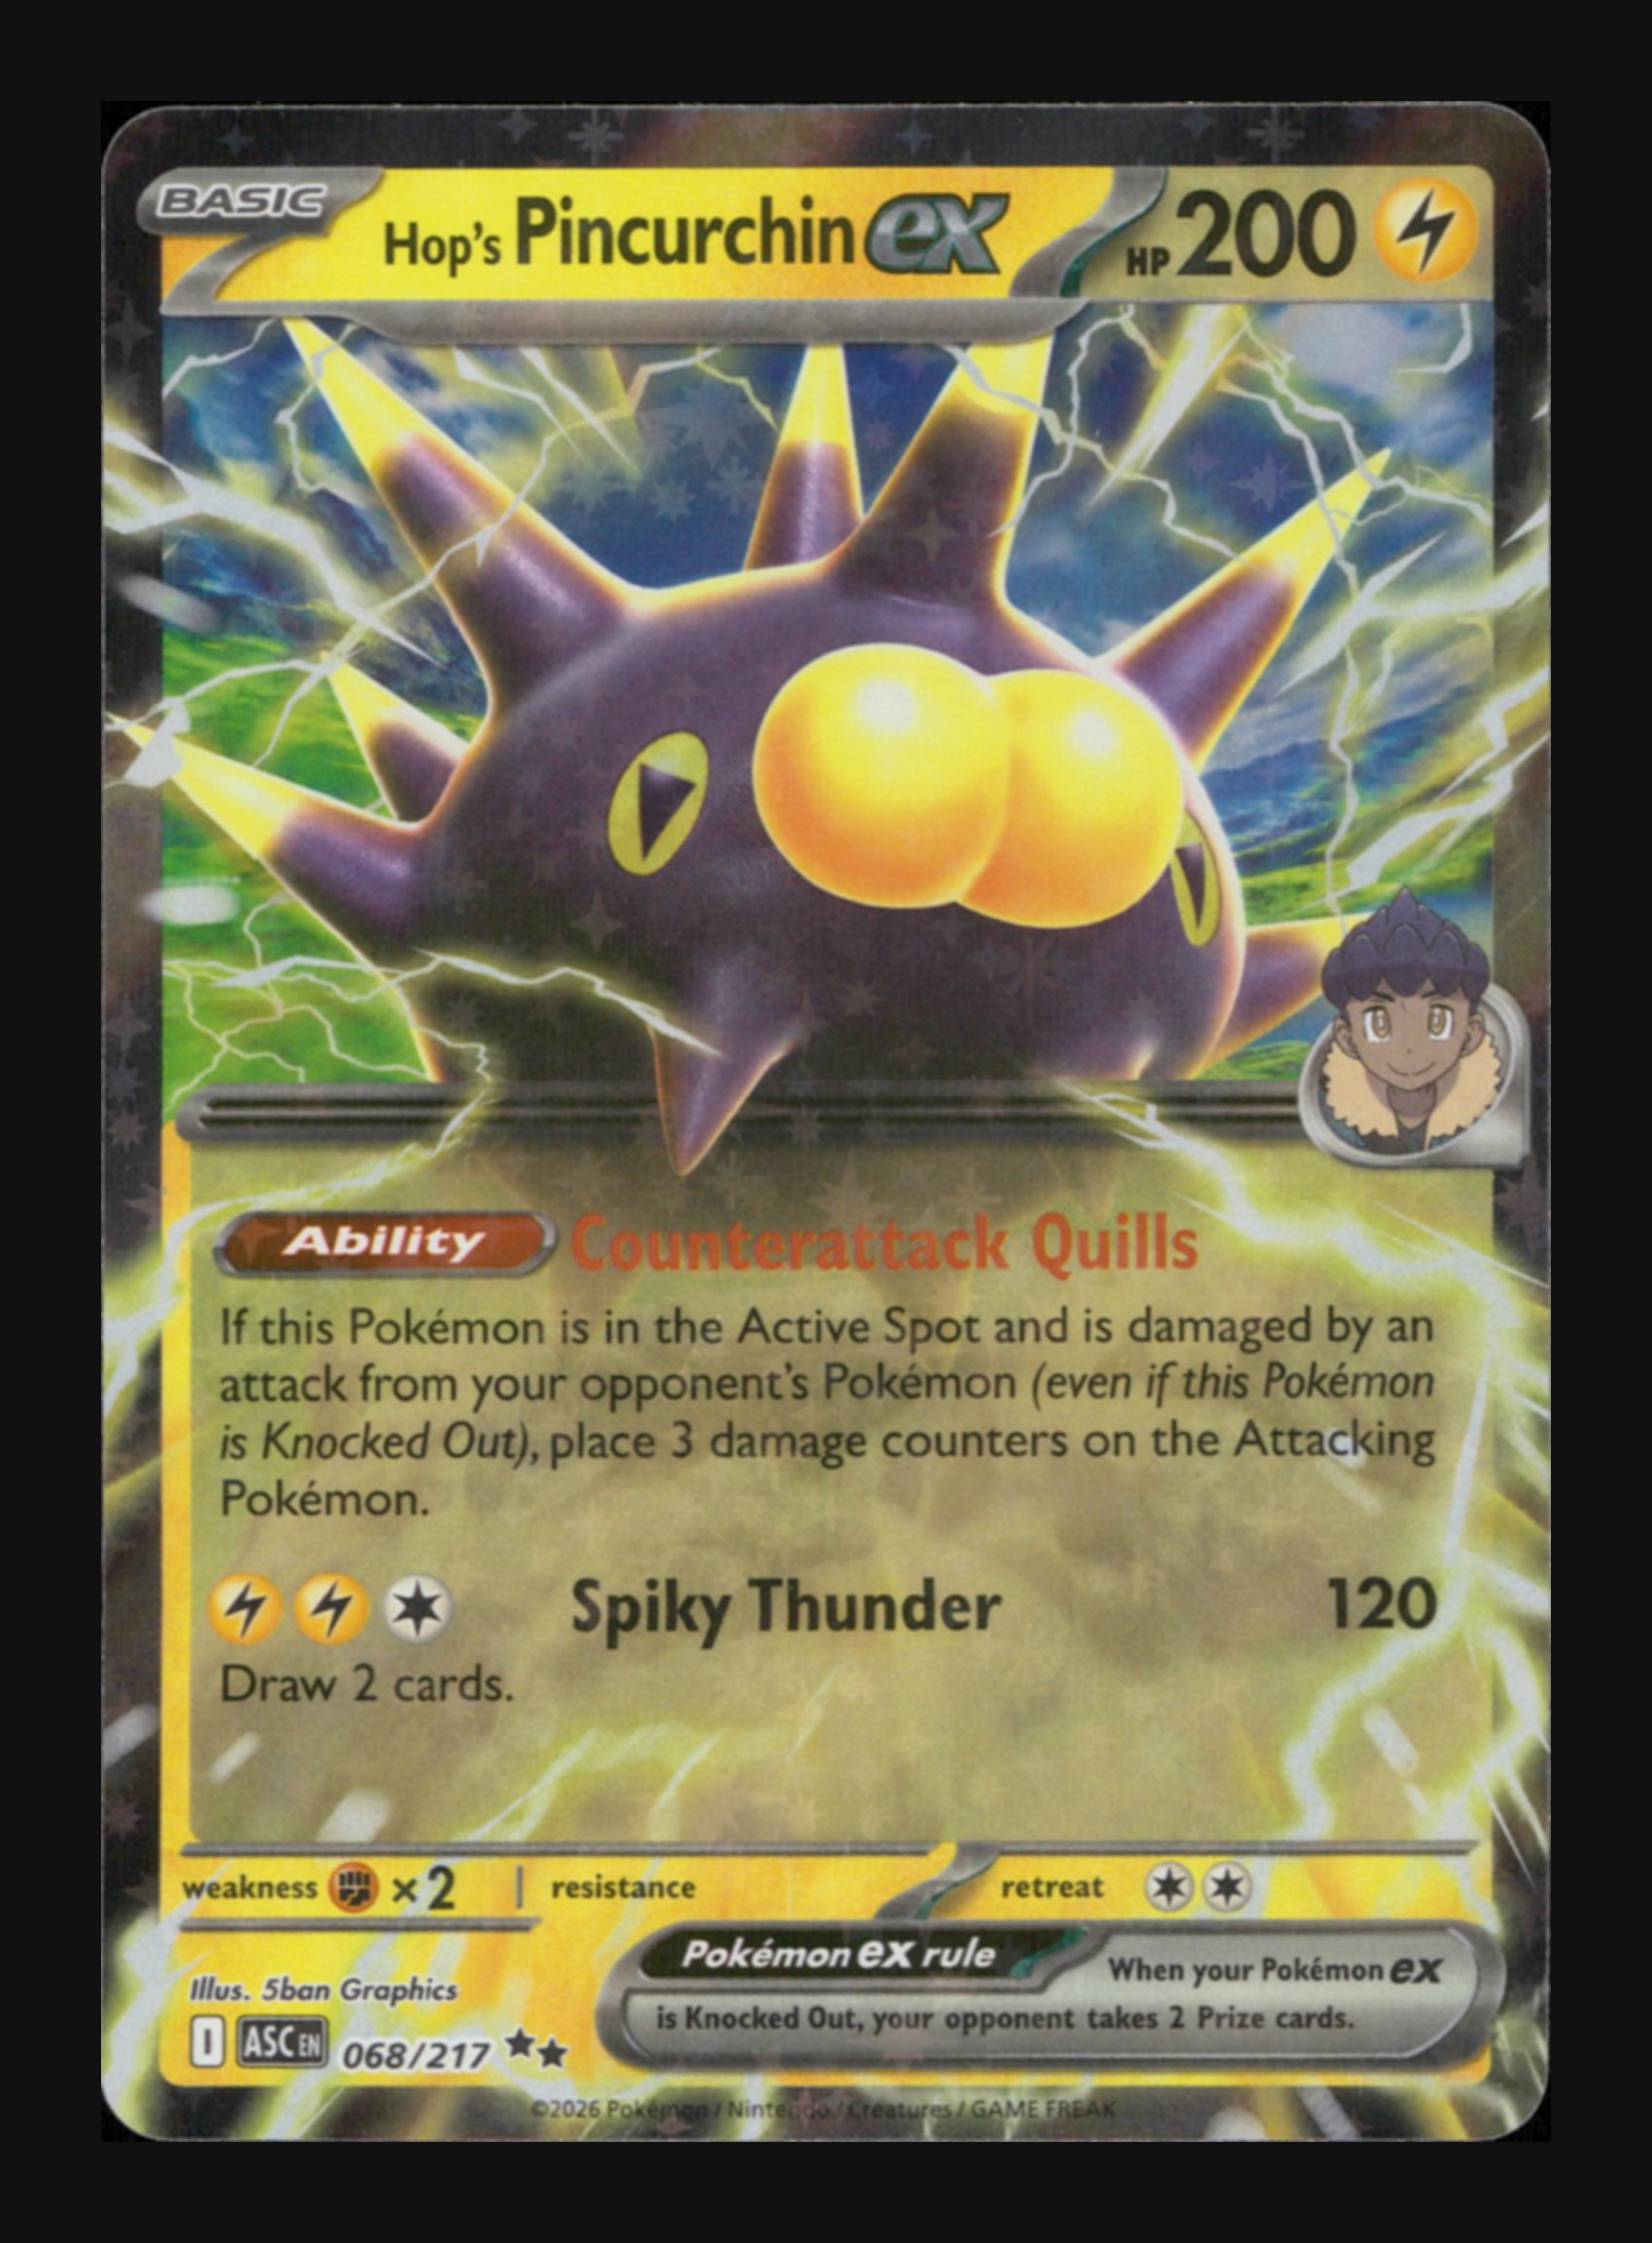 BASIC
Hop's Pincurchin ex HP 200
Ability Counterattack Quills
If this Pokémon is in the Active Spot and is damaged by an
attack from your opponent's Pokémon (even if this Pokémon
is Knocked Out), place 3 damage counters on the Attacking
Pokémon.
Spiky Thunder 120
Draw 2 cards.
weakness ×2 | resistance retreat
Pokémon ex rule When your Pokémon ex
is Knocked Out, your opponent takes 2 Prize cards.
Illus. 5ban Graphics
I ASC EN 068/217
©2026 Pokémon / Nintendo / Creatures / GAME FREAK